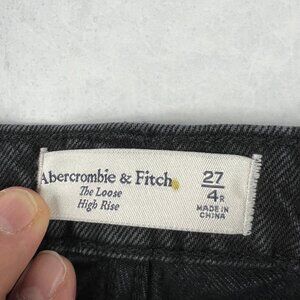 Abercrombie & Fitch
The Loose
High Rise
27
4R
MADE IN
CHINA